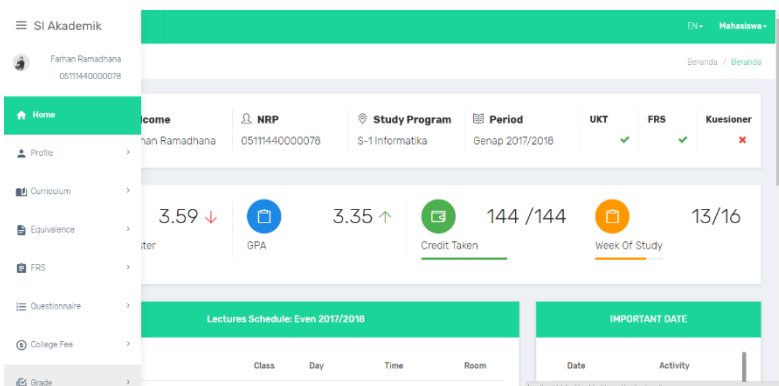 SI Akademik
EN
Mahasiswa
Farhan Ramadhana
05111440000078
Beranda / Beranda
Home
Profile
Curriculum
Equivalence
FRS
Questionnaire
College Fee
Grade
lcome
NRP
Study Program
Period
UKT
FRS
Kuesioner
han Ramadhana
05111440000078
S-1 Informatika
Genap 2017/2018
3.59
3.35
144 /144
13/16
ster
GPA
Credit Taken
Week Of Study
Lectures Schedule: Even 2017/2018
IMPORTANT DATE
Class
Day
Time
Room
Date
Activity